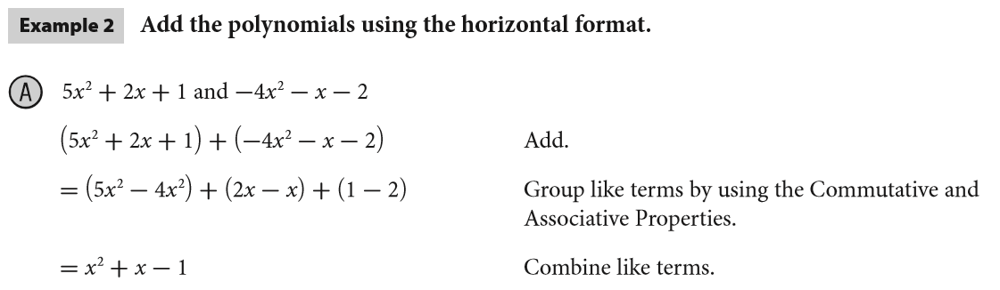 Example 2 Add the polynomials using the horizontal format.
A 5x² + 2x + 1 and −4x² − x − 2
(5x² + 2x + 1) + (−4x² − x − 2) Add.
= (5x² − 4x²) + (2x − x) + (1 − 2) Group like terms by using the Commutative and
Associative Properties.
= x² + x − 1 Combine like terms.